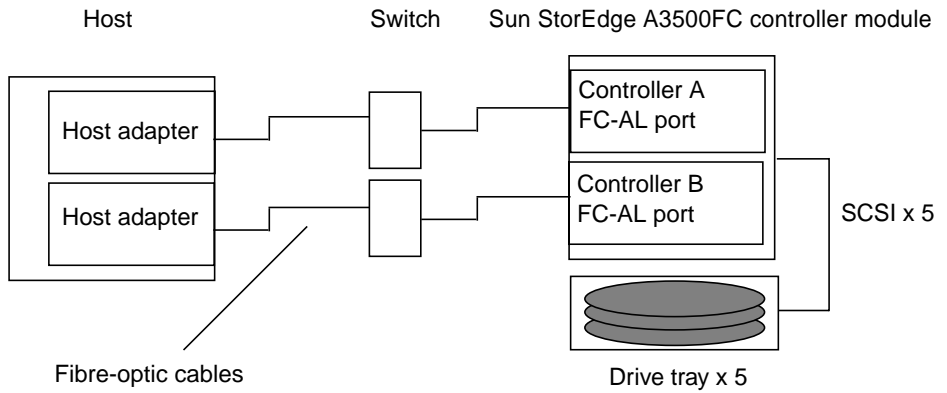 Host
Switch
Sun StorEdge A3500FC controller module
Host adapter
Host adapter
Controller A
FC-AL port
Controller B
FC-AL port
SCSI x 5
Fibre-optic cables
Drive tray x 5